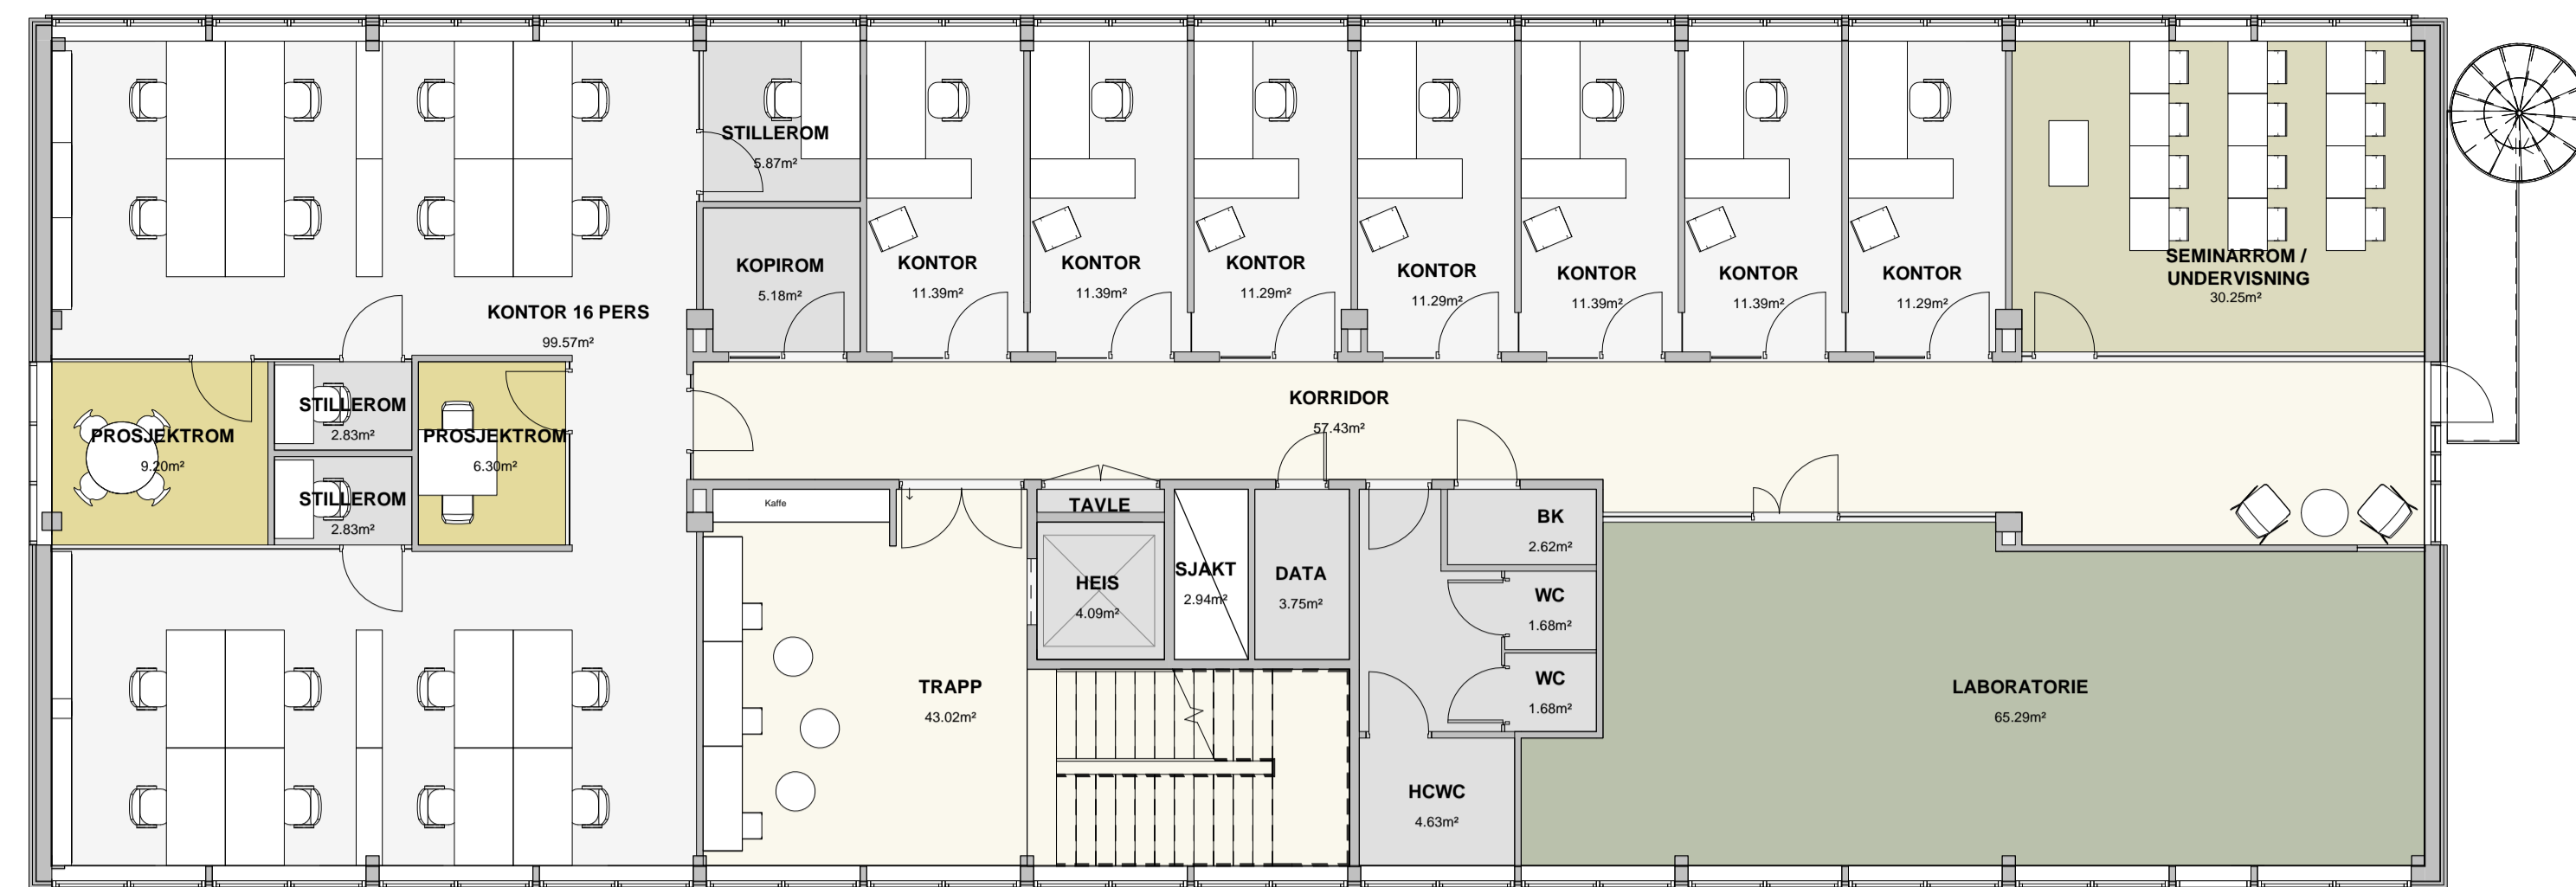 STILLEROM
5.87m²
KOPIROM
5.18m²
KONTOR
11.39m²
KONTOR
11.39m²
KONTOR
11.29m²
KONTOR
11.29m²
KONTOR
11.39m²
KONTOR
11.39m²
KONTOR
11.29m²
SEMINARROM /
UNDERVISNING
30.25m²
KONTOR 16 PERS
99.57m²
PROSJEKTROM
9.20m²
STILLEROM
2.83m²
STILLEROM
2.83m²
PROSJEKTROM
6.30m²
KORRIDOR
57.43m²
Kaffe
TAVLE
HEIS
4.09m²
SJAKT
2.94m²
DATA
3.75m²
BK
2.62m²
WC
1.68m²
WC
1.68m²
TRAPP
43.02m²
HCWC
4.63m²
LABORATORIE
65.29m²